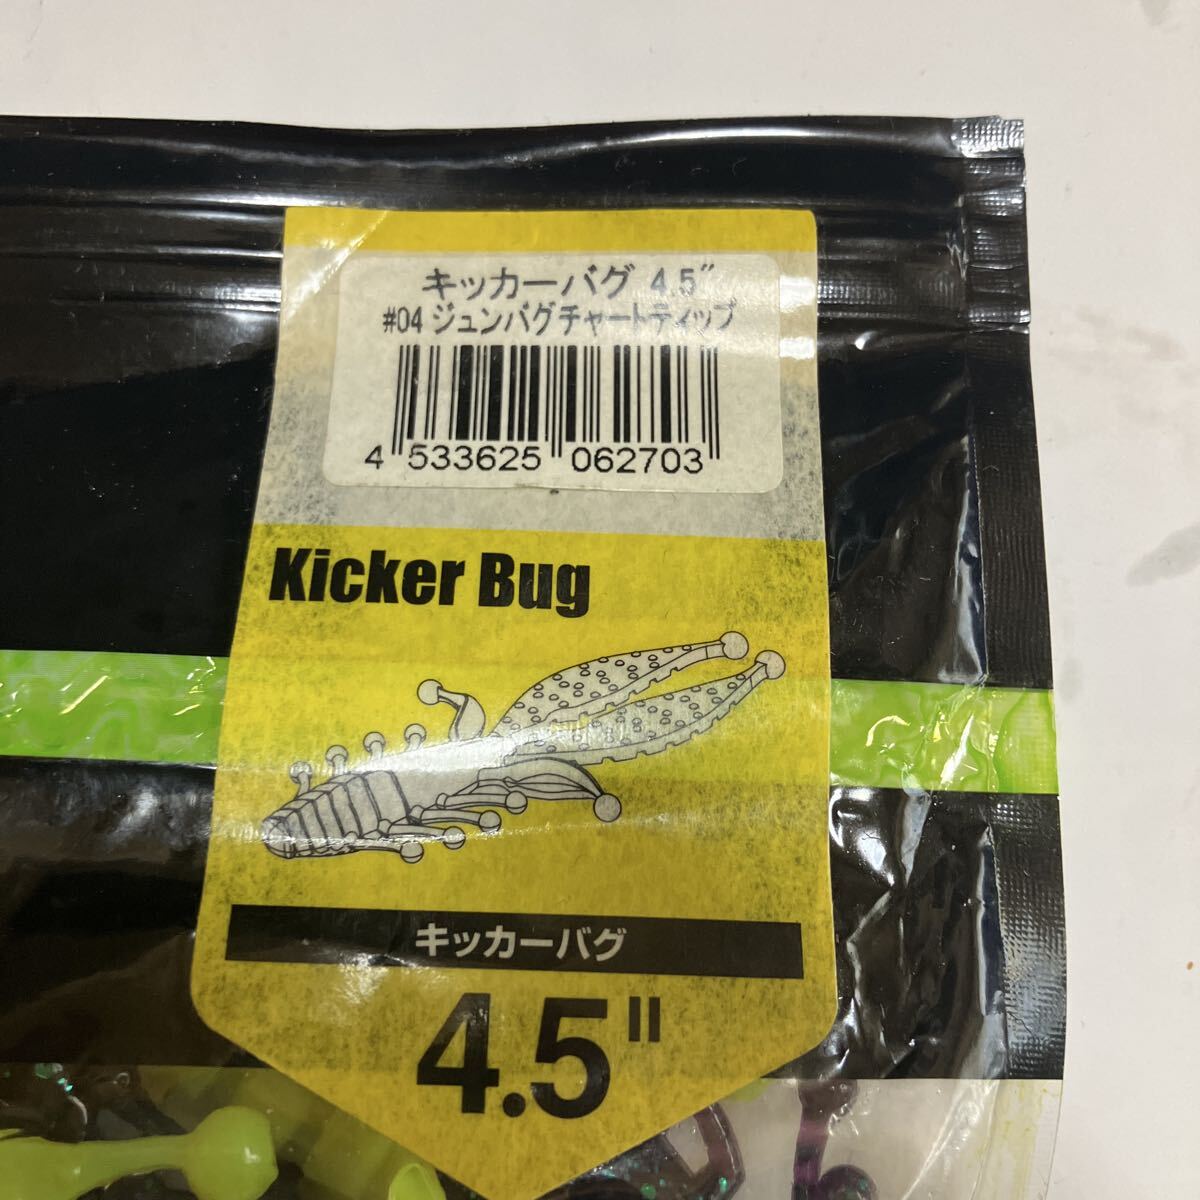 キッカーバグ 4.5"
#04 ジュンバグチャートティップ
4 533625 062703
Kicker Bug
キッカーバグ
4.5"